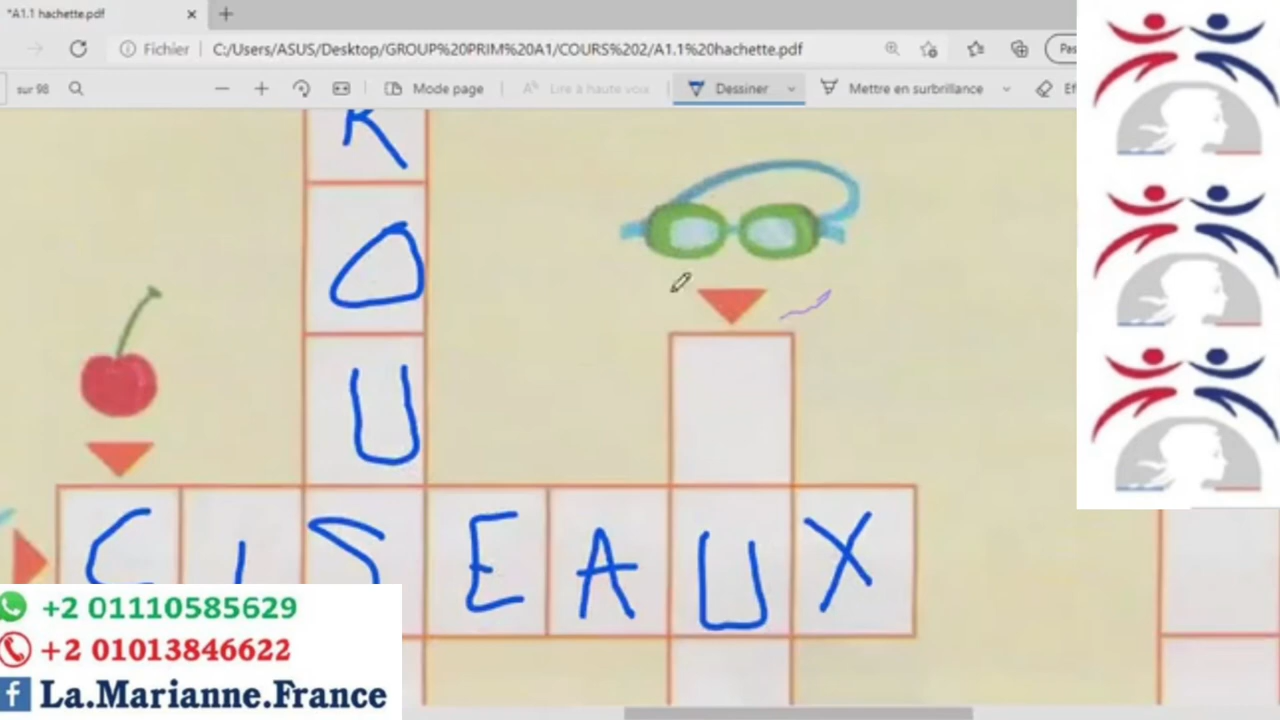 *A1.1 hachette.pdf
Fichier C:/Users/ASUS/Desktop/GROUP%20PRIM%20A1/COURS%202/A1.1%20hachette.pdf
sur 98 Mode page Lire à haute voix Dessiner Mettre en surbrillance
R
O
U
CISEAUX
+2 01110585629
+2 01013846622
La.Marianne.France